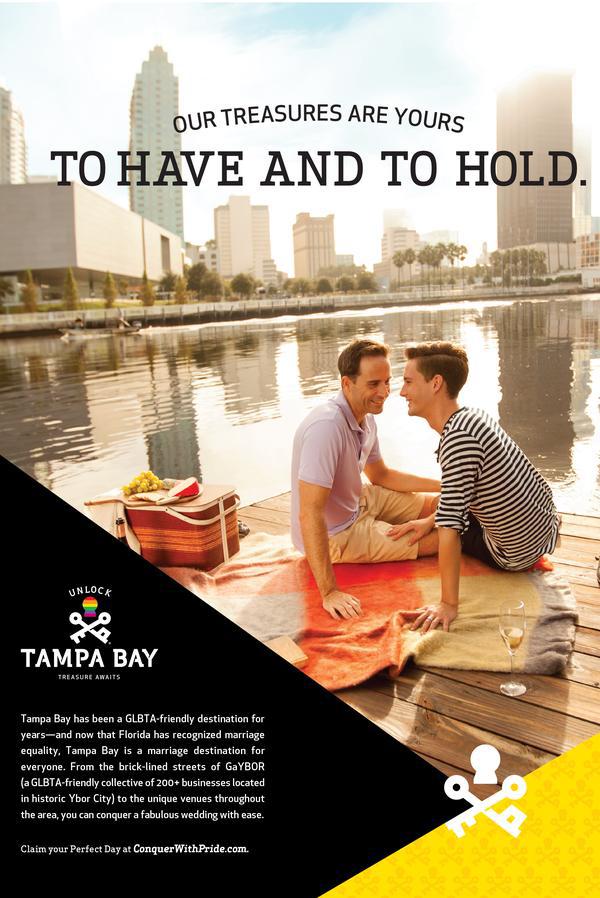 OUR TREASURES ARE YOURS
TO HAVE AND TO HOLD.
UNLOCK
TAMPA BAY
TREASURE AWAITS
Tampa Bay has been a GLBTA-friendly destination for
years—and now that Florida has recognized marriage
equality, Tampa Bay is a marriage destination for
everyone. From the brick-lined streets of GaYBOR
(a GLBTA-friendly collective of 200+ businesses located
in historic Ybor City) to the unique venues throughout
the area, you can conquer a fabulous wedding with ease.
Claim your Perfect Day at ConquerWithPride.com.